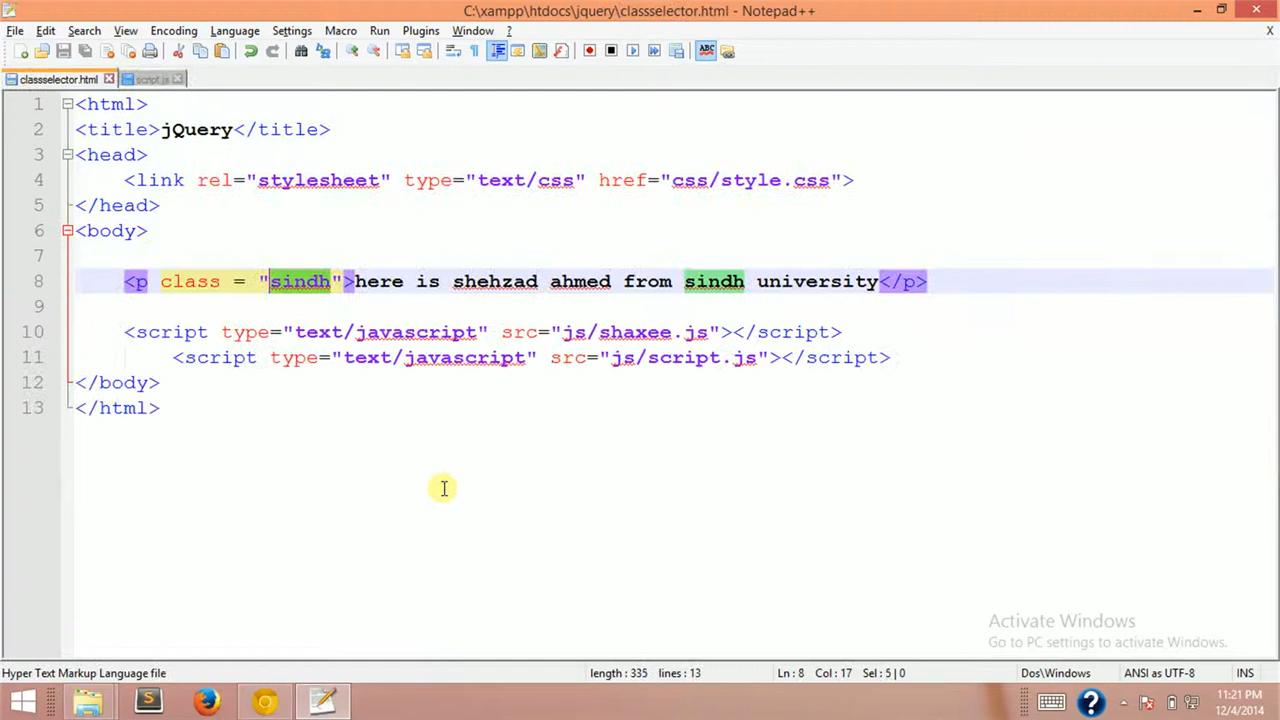 C:\xampp\htdocs\jquery\classselector.html - Notepad++
File Edit Search View Encoding Language Settings Macro Run Plugins Window ? X
ABC
classselector.html script.js
1 <html>
2 <title>jQuery</title>
3 <head>
4 <link rel="stylesheet" type="text/css" href="css/style.css">
5 </head>
6 <body>
7
8 <p class = "sindh">here is shehzad ahmed from sindh university</p>
9
10 <script type="text/javascript" src="js/shaxee.js"></script>
11 <script type="text/javascript" src="js/script.js"></script>
12 </body>
13 </html>
Activate Windows
Go to PC settings to activate Windows.
Hyper Text Markup Language file length : 335 lines : 13 Ln : 8 Col : 17 Sel : 5 | 0 Dos\Windows ANSI as UTF-8 INS
S ? 11:21 PM
12/4/2014